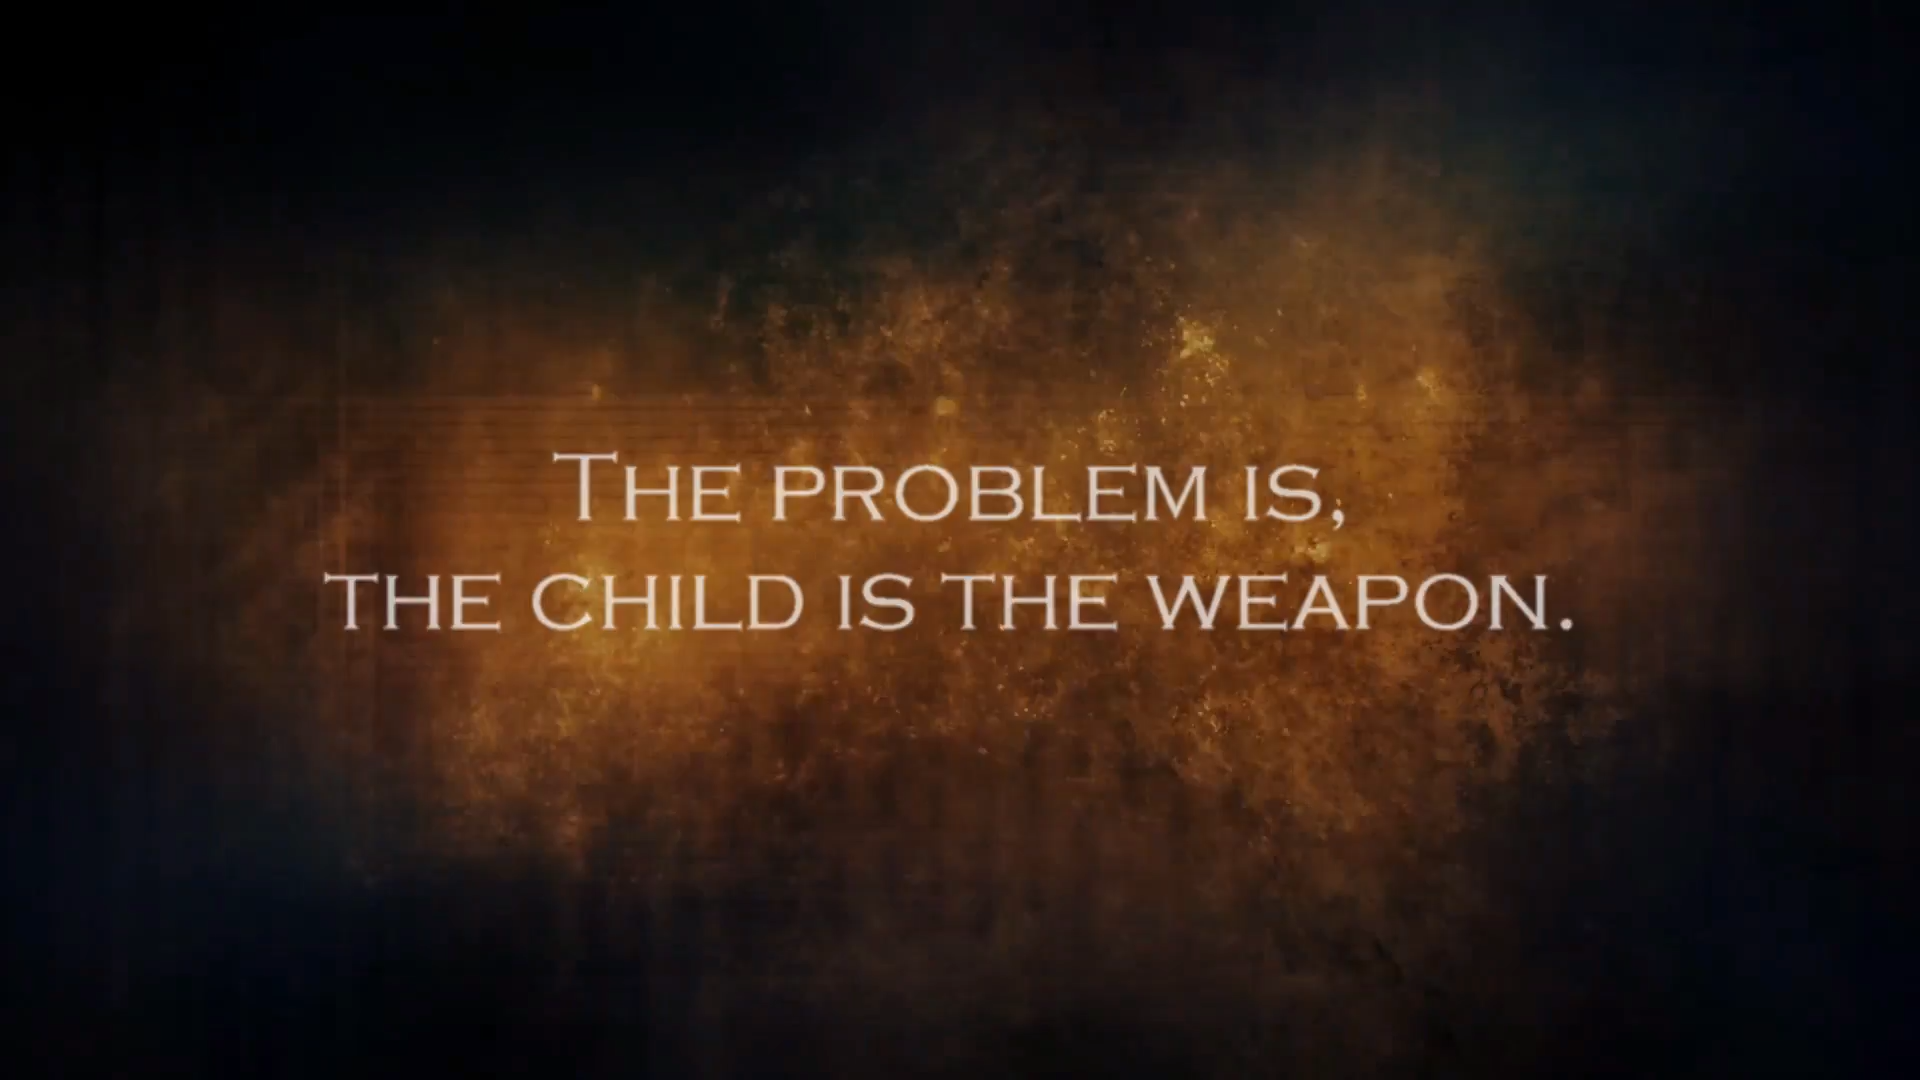 The problem is,
the child is the weapon.